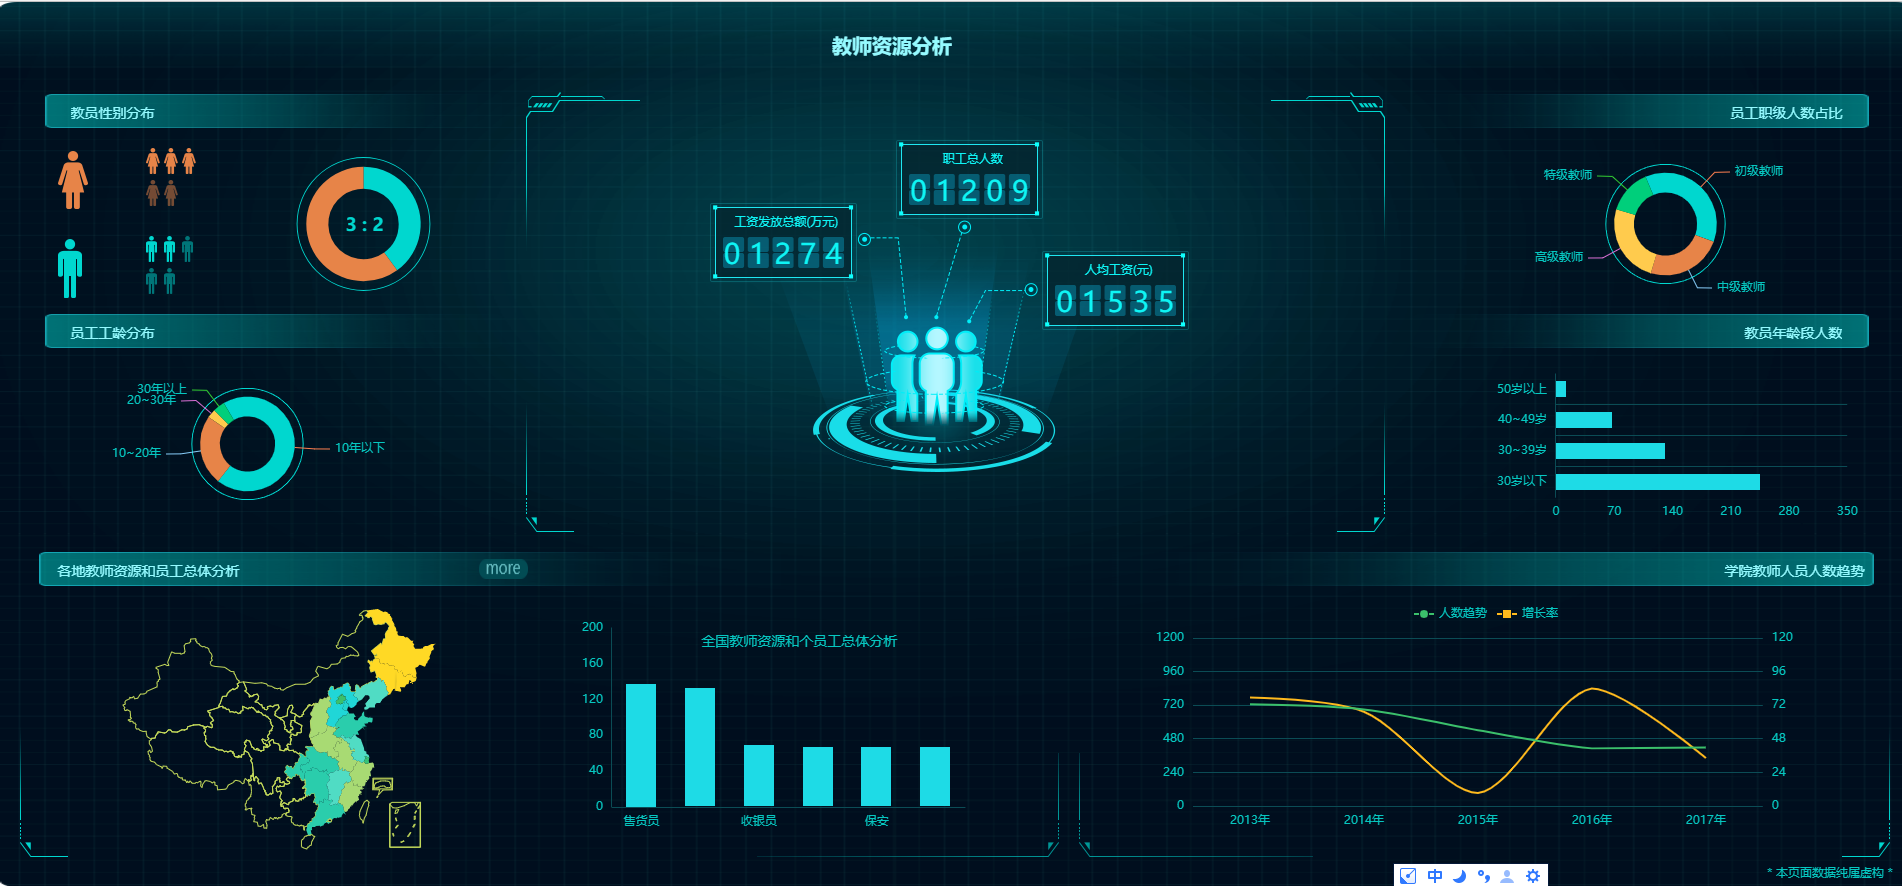 教师资源分析
教员性别分布
3 : 2
员工工龄分布
30年以上
20~30年
10~20年
10年以下
职工总人数
01209
工资发放总额(万元)
01274
人均工资(元)
01535
员工职级人数占比
特级教师
初级教师
高级教师
中级教师
教员年龄段人数
50岁以上
40~49岁
30~39岁
30岁以下
0 70 140 210 280 350
各地教师资源和员工总体分析
more
全国教师资源和个员工总体分析
200
160
120
80
40
0
售货员 收银员 保安
学院教师人员人数趋势
人数趋势 增长率
1200 120
960 96
720 72
480 48
240 24
0 0
2013年 2014年 2015年 2016年 2017年
中
* 本页面数据纯属虚构 *